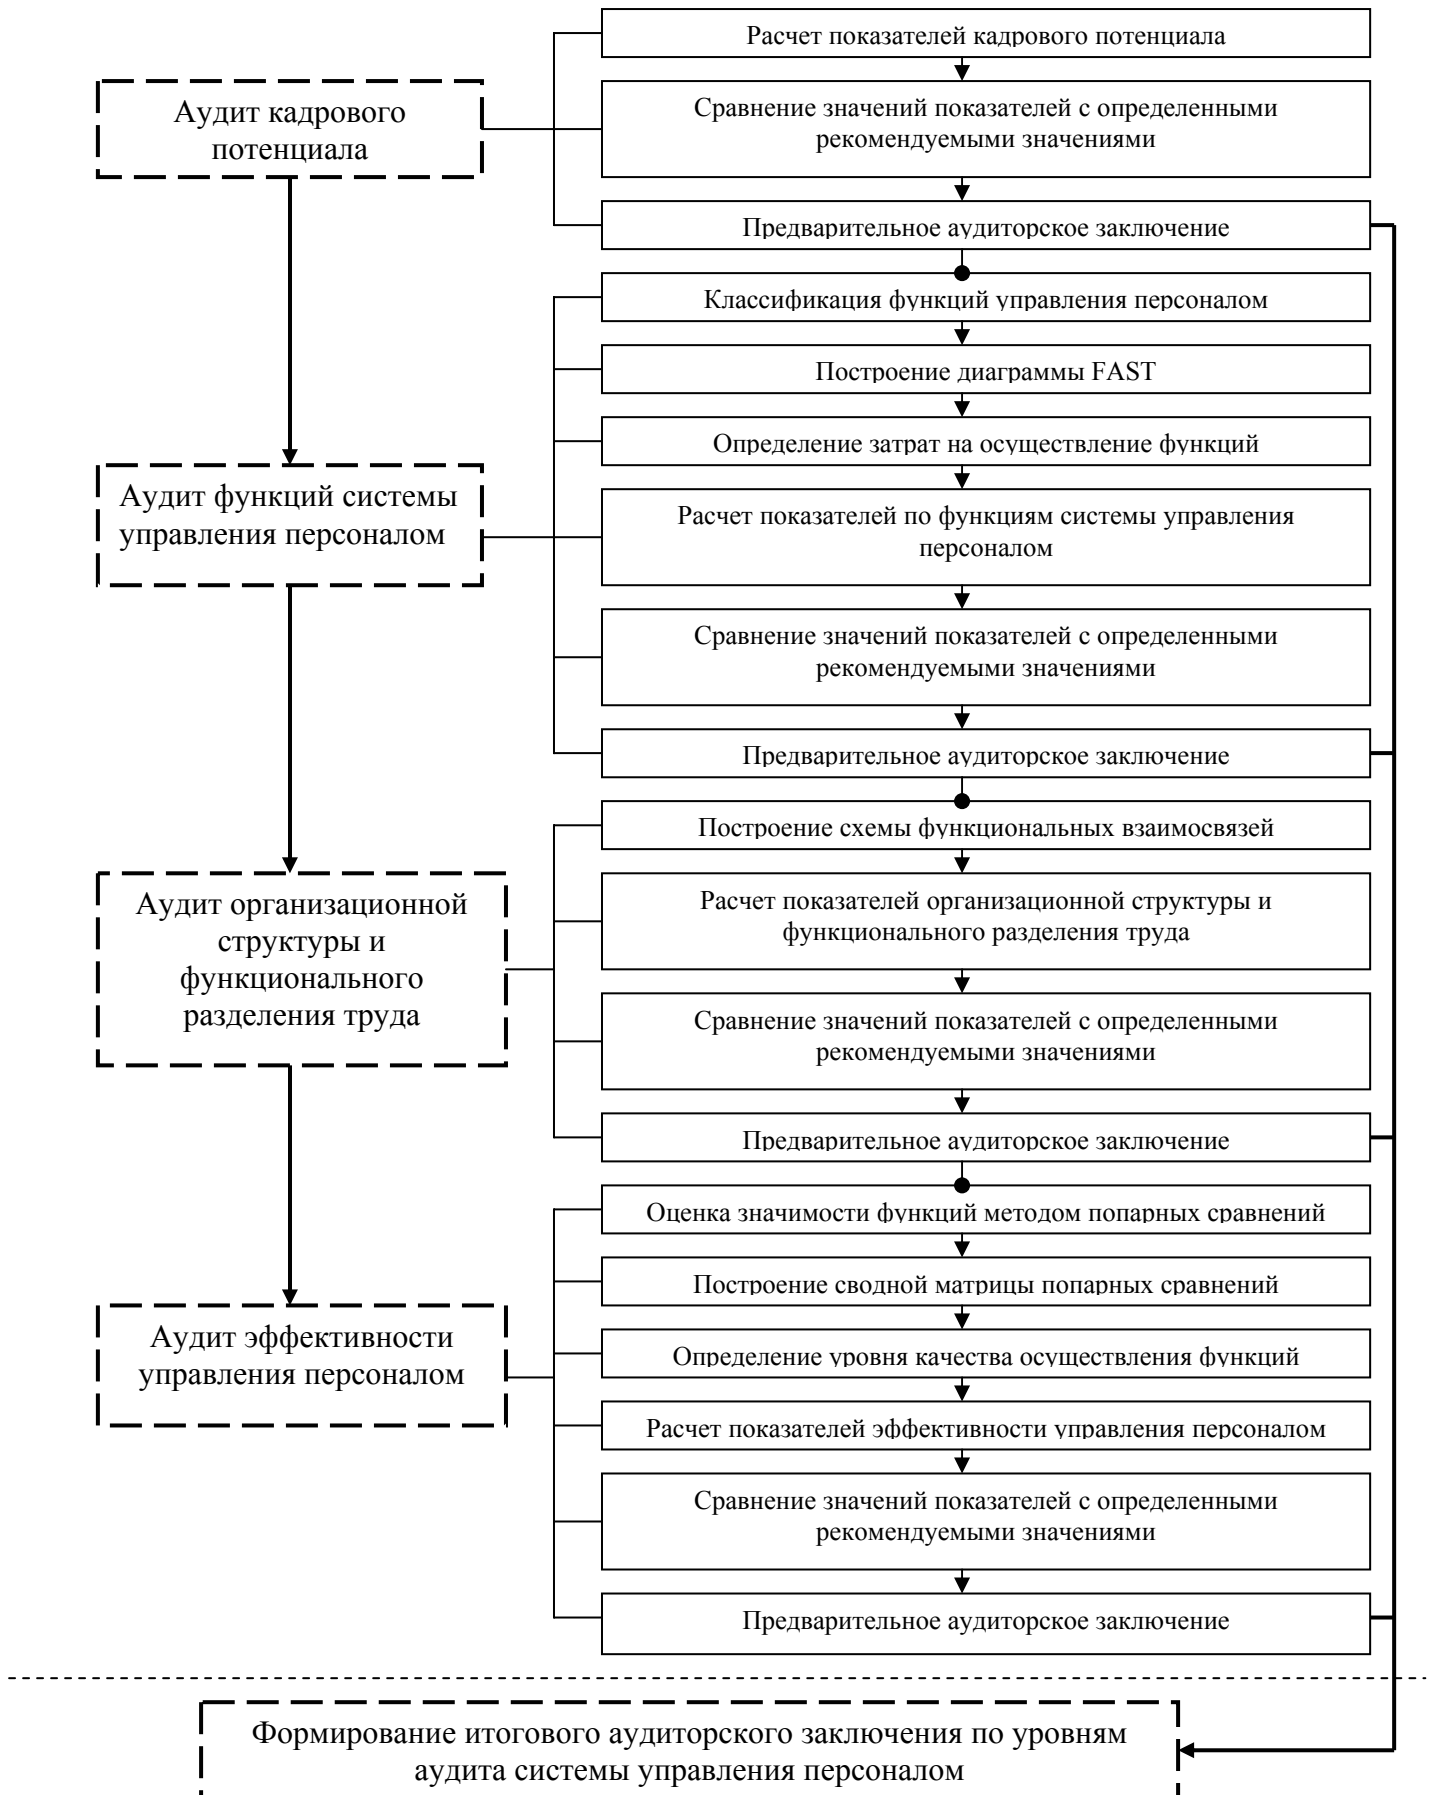 Расчет показателей кадрового потенциала
Аудит кадрового
потенциала
Сравнение значений показателей с определенными
рекомендуемыми значениями
Предварительное аудиторское заключение
Классификация функций управления персоналом
Построение диаграммы FAST
Определение затрат на осуществление функций
Аудит функций системы
управления персоналом
Расчет показателей по функциям системы управления
персоналом
Сравнение значений показателей с определенными
рекомендуемыми значениями
Предварительное аудиторское заключение
Построение схемы функциональных взаимосвязей
Аудит организационной
структуры и
функционального
разделения труда
Расчет показателей организационной структуры и
функционального разделения труда
Сравнение значений показателей с определенными
рекомендуемыми значениями
Предварительное аудиторское заключение
Оценка значимости функций методом попарных сравнений
Построение сводной матрицы попарных сравнений
Аудит эффективности
управления персоналом
Определение уровня качества осуществления функций
Расчет показателей эффективности управления персоналом
Сравнение значений показателей с определенными
рекомендуемыми значениями
Предварительное аудиторское заключение
Формирование итогового аудиторского заключения по уровням
аудита системы управления персоналом